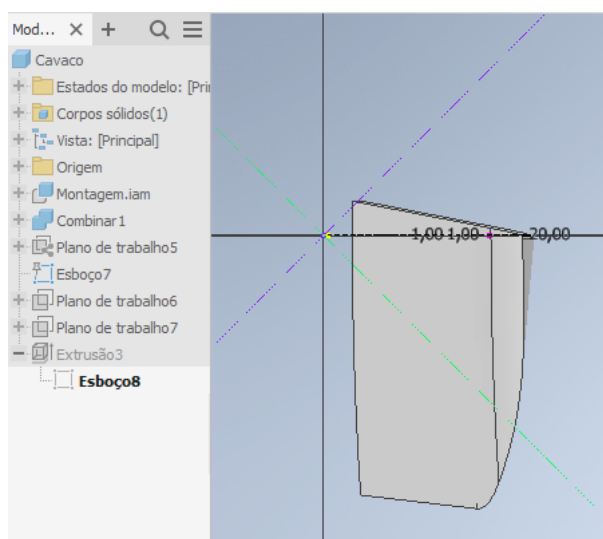 Mod...
Cavaco
Estados do modelo: [Pri
Corpos sólidos(1)
Vista: [Principal]
Origem
Montagem.iam
Combinar1
Plano de trabalho5
Esboço7
Plano de trabalho6
Plano de trabalho7
Extrusão3
Esboço8
1,00 1,00 20,00